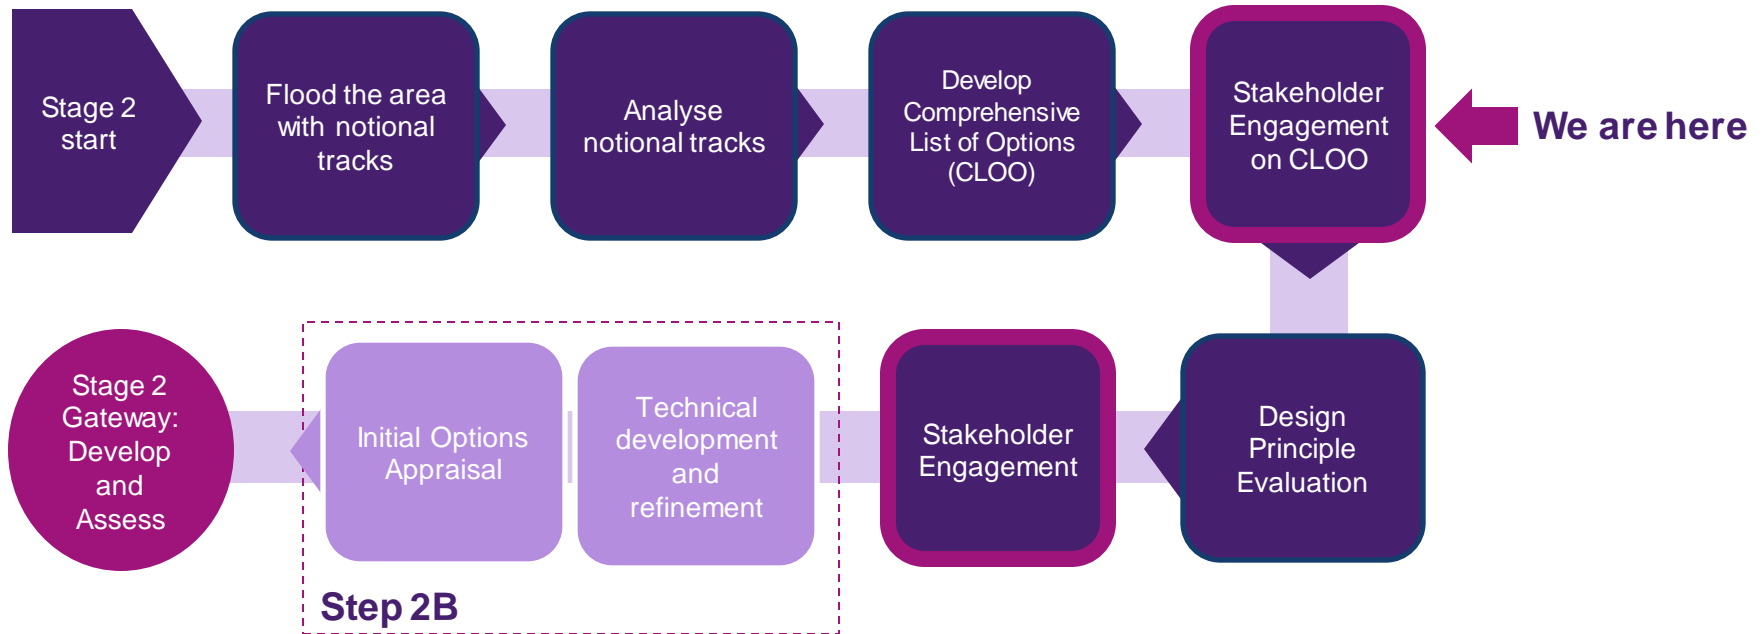 Stage 2
start
Flood the area
with notional
tracks
Analyse
notional tracks
Develop
Comprehensive
List of Options
(CLOO)
Stakeholder
Engagement
on CLOO
We are here
Stage 2
Gateway:
Develop
and
Assess
Initial Options
Appraisal
Technical
development
and
refinement
Stakeholder
Engagement
Design
Principle
Evaluation
Step 2B